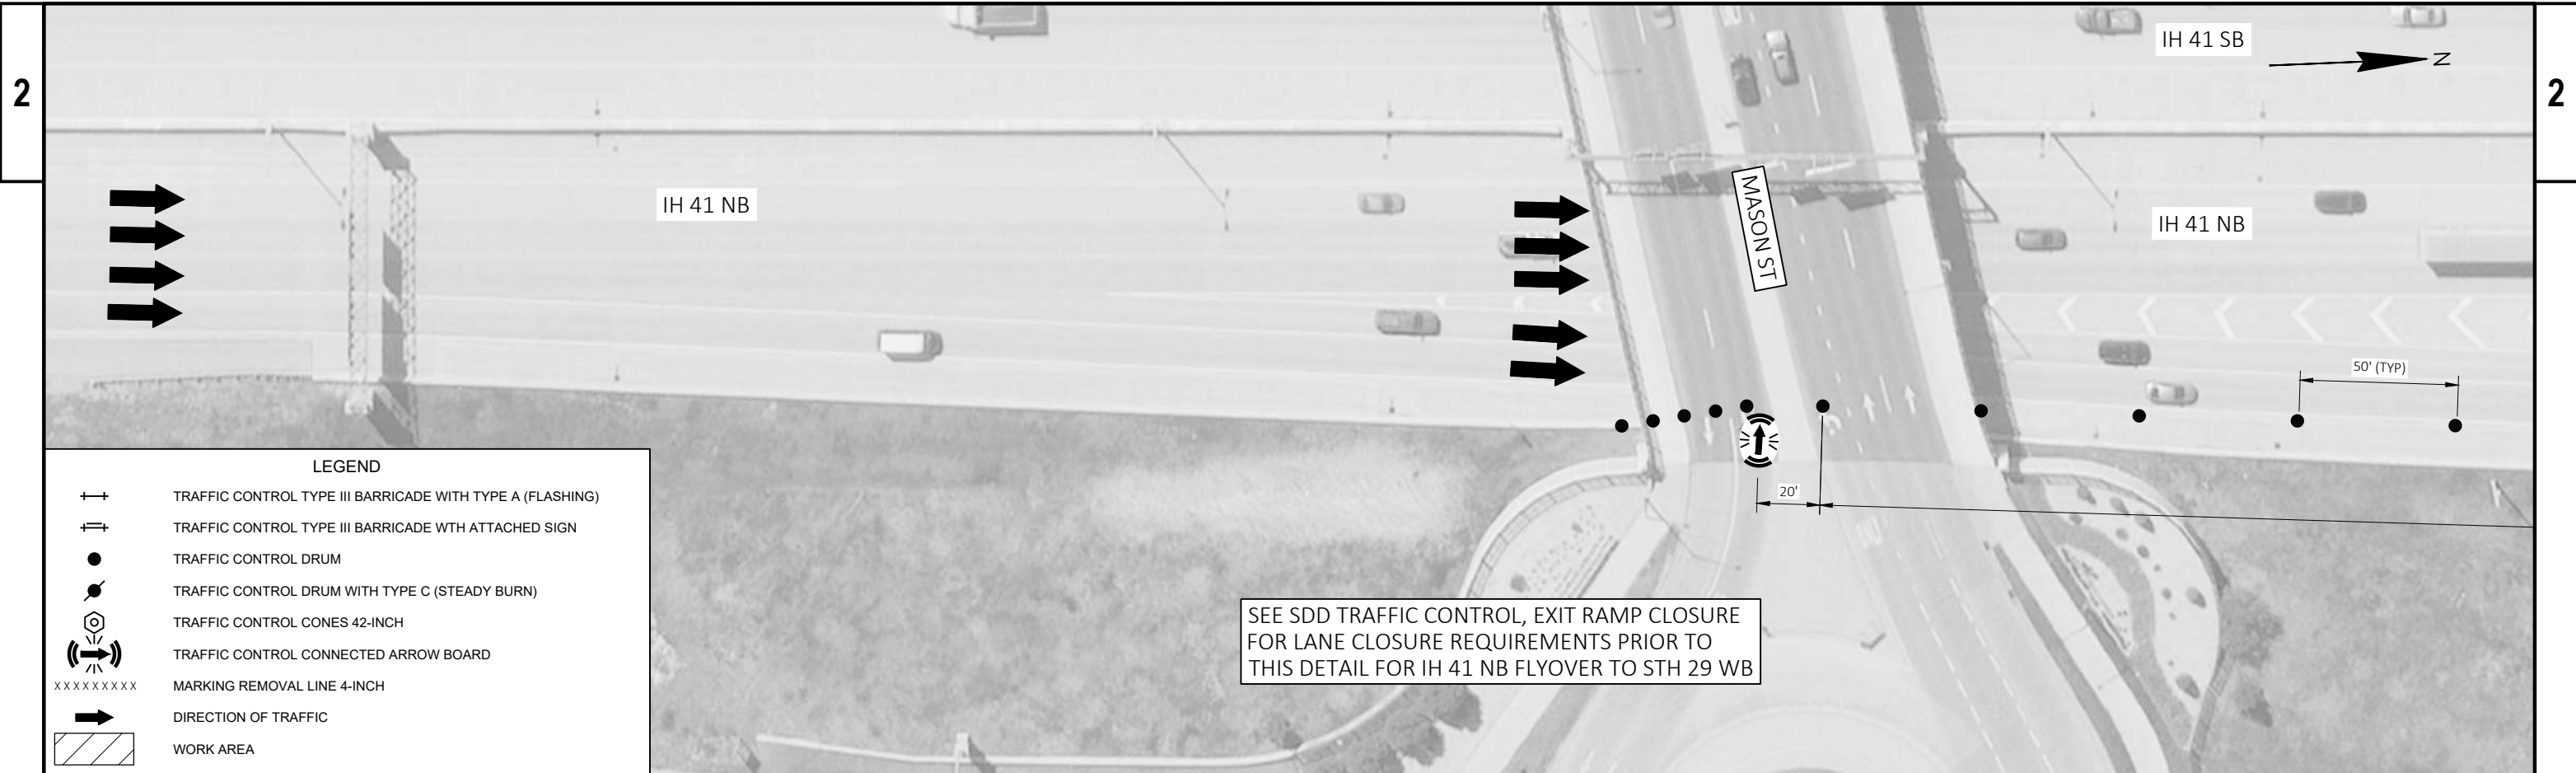 2
2
IH 41 SB
N
IH 41 NB
MASON ST
IH 41 NB
50' (TYP)
20'
LEGEND
TRAFFIC CONTROL TYPE III BARRICADE WITH TYPE A (FLASHING)
TRAFFIC CONTROL TYPE III BARRICADE WTH ATTACHED SIGN
TRAFFIC CONTROL DRUM
TRAFFIC CONTROL DRUM WITH TYPE C (STEADY BURN)
TRAFFIC CONTROL CONES 42-INCH
TRAFFIC CONTROL CONNECTED ARROW BOARD
XXXXXXXXX MARKING REMOVAL LINE 4-INCH
DIRECTION OF TRAFFIC
WORK AREA
SEE SDD TRAFFIC CONTROL, EXIT RAMP CLOSURE
FOR LANE CLOSURE REQUIREMENTS PRIOR TO
THIS DETAIL FOR IH 41 NB FLYOVER TO STH 29 WB